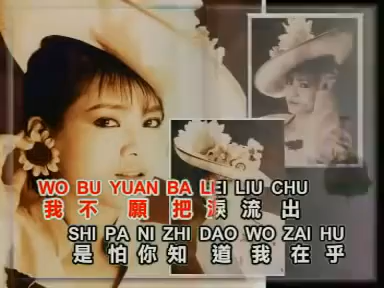 WO BU YUAN BA LEI LIU CHU
我 不 願 把 淚 流 出
SHI PA NI ZHI DAO WO ZAI HU
是 怕 你 知 道 我 在 乎